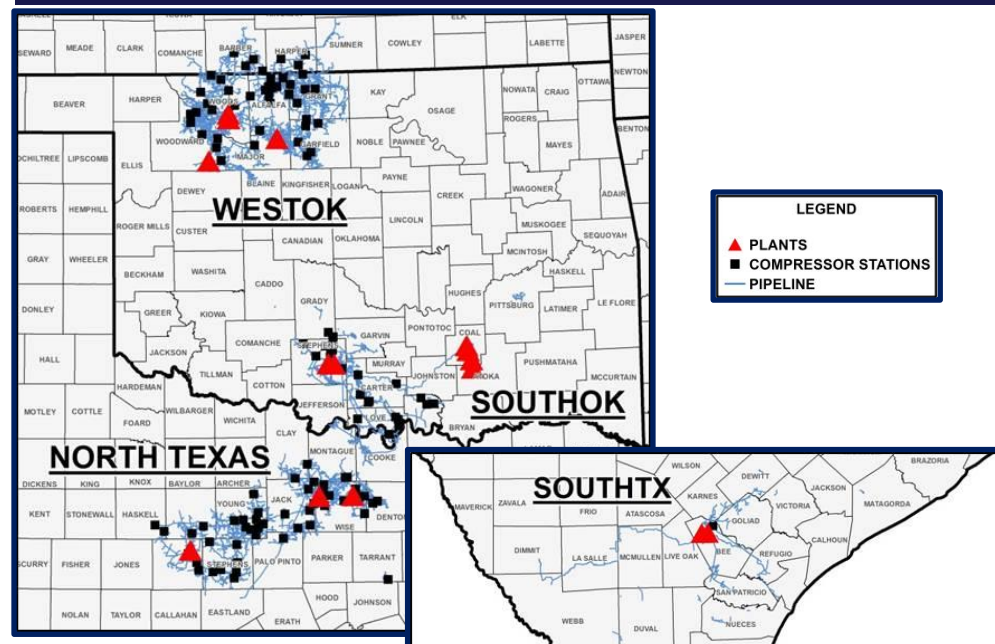 ELK
SEWARD
MEADE
CLARK
COMANCHE
BARBER
HARPER
SUMNER
COWLEY
LABETTE
JASPER
NEWTON
BEAVER
HARPER
WOODS
ALFALFA
GRANT
KAY
OSAGE
NOWATA
CRAIG
OTTAWA
ROGERS
BENTON
WOODWARD
MAJOR
GARFIELD
NOBLE
PAWNEE
MAYES
OCHILTREE
LIPSCOMB
ELLIS
DEWEY
BLAINE
KINGFISHER
LOGAN
PAYNE
CREEK
WAGONER
ADAIR
WESTOK
ROBERTS
HEMPHILL
ROGER MILLS
CUSTER
CANADIAN
OKLAHOMA
LINCOLN
MUSKOGEE
SEQUOYAH
MCINTOSH
GRAY
WHEELER
BECKHAM
WASHITA
CADDO
HASKELL
DONLEY
GREER
KIOWA
GRADY
HUGHES
PITTSBURG
LATIMER
LE FLORE
COMANCHE
STEPHENS
GARVIN
PONTOTOC
COAL
HALL
JACKSON
TILLMAN
COTTON
MURRAY
JOHNSTON
PUSHMATAHA
MCCURTAIN
HARDEMAN
JEFFERSON
CARTER
LOVE
SOUTHOK
BRYAN
MOTLEY
COTTLE
FOARD
WILBARGER
WICHITA
CLAY
MONTAGUE
COOKE
NORTH TEXAS
DICKENS
KING
KNOX
BAYLOR
ARCHER
YOUNG
JACK
WISE
DENTON
KENT
STONEWALL
HASKELL
SCURRY
FISHER
JONES
STEPHENS
PALO PINTO
PARKER
TARRANT
NOLAN
TAYLOR
CALLAHAN
EASTLAND
ERATH
HOOD
JOHNSON
LEGEND
PLANTS
COMPRESSOR STATIONS
PIPELINE
SOUTHTX
WILSON
KARNES
DEWITT
BRAZORIA
MAVERICK
ZAVALA
FRIO
ATASCOSA
GOLIAD
VICTORIA
JACKSON
MATAGORDA
CALHOUN
DIMMIT
LA SALLE
MCMULLEN
LIVE OAK
BEE
REFUGIO
SAN PATRICIO
WEBB
DUVAL
NUECES